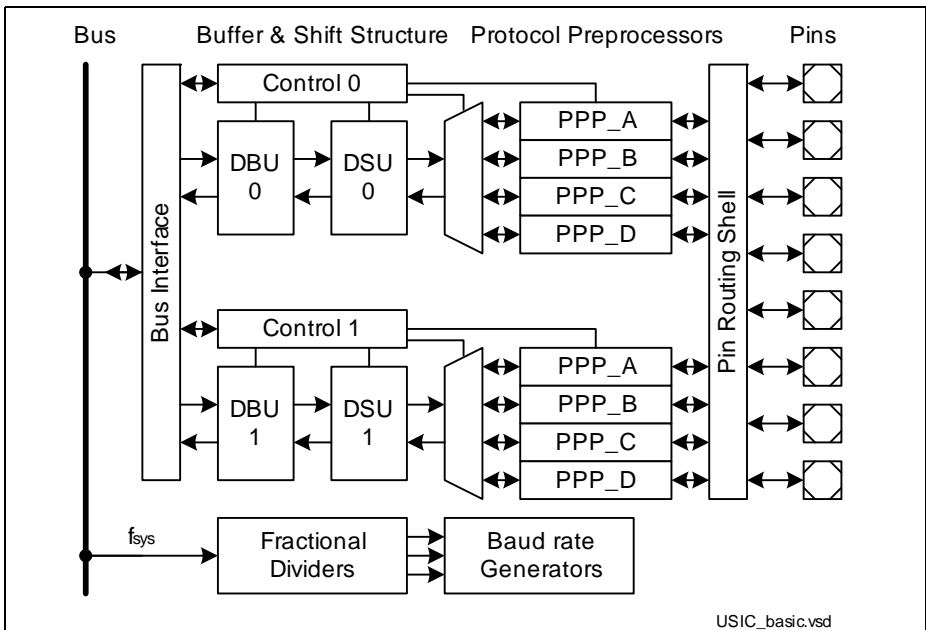 Bus
Buffer & Shift Structure
Protocol Preprocessors
Pins
Bus Interface
Control 0
DBU
0
DSU
0
PPP_A
PPP_B
PPP_C
PPP_D
Pin Routing Shell
Control 1
DBU
1
DSU
1
PPP_A
PPP_B
PPP_C
PPP_D
fsys
Fractional
Dividers
Baud rate
Generators
USIC_basic.vsd